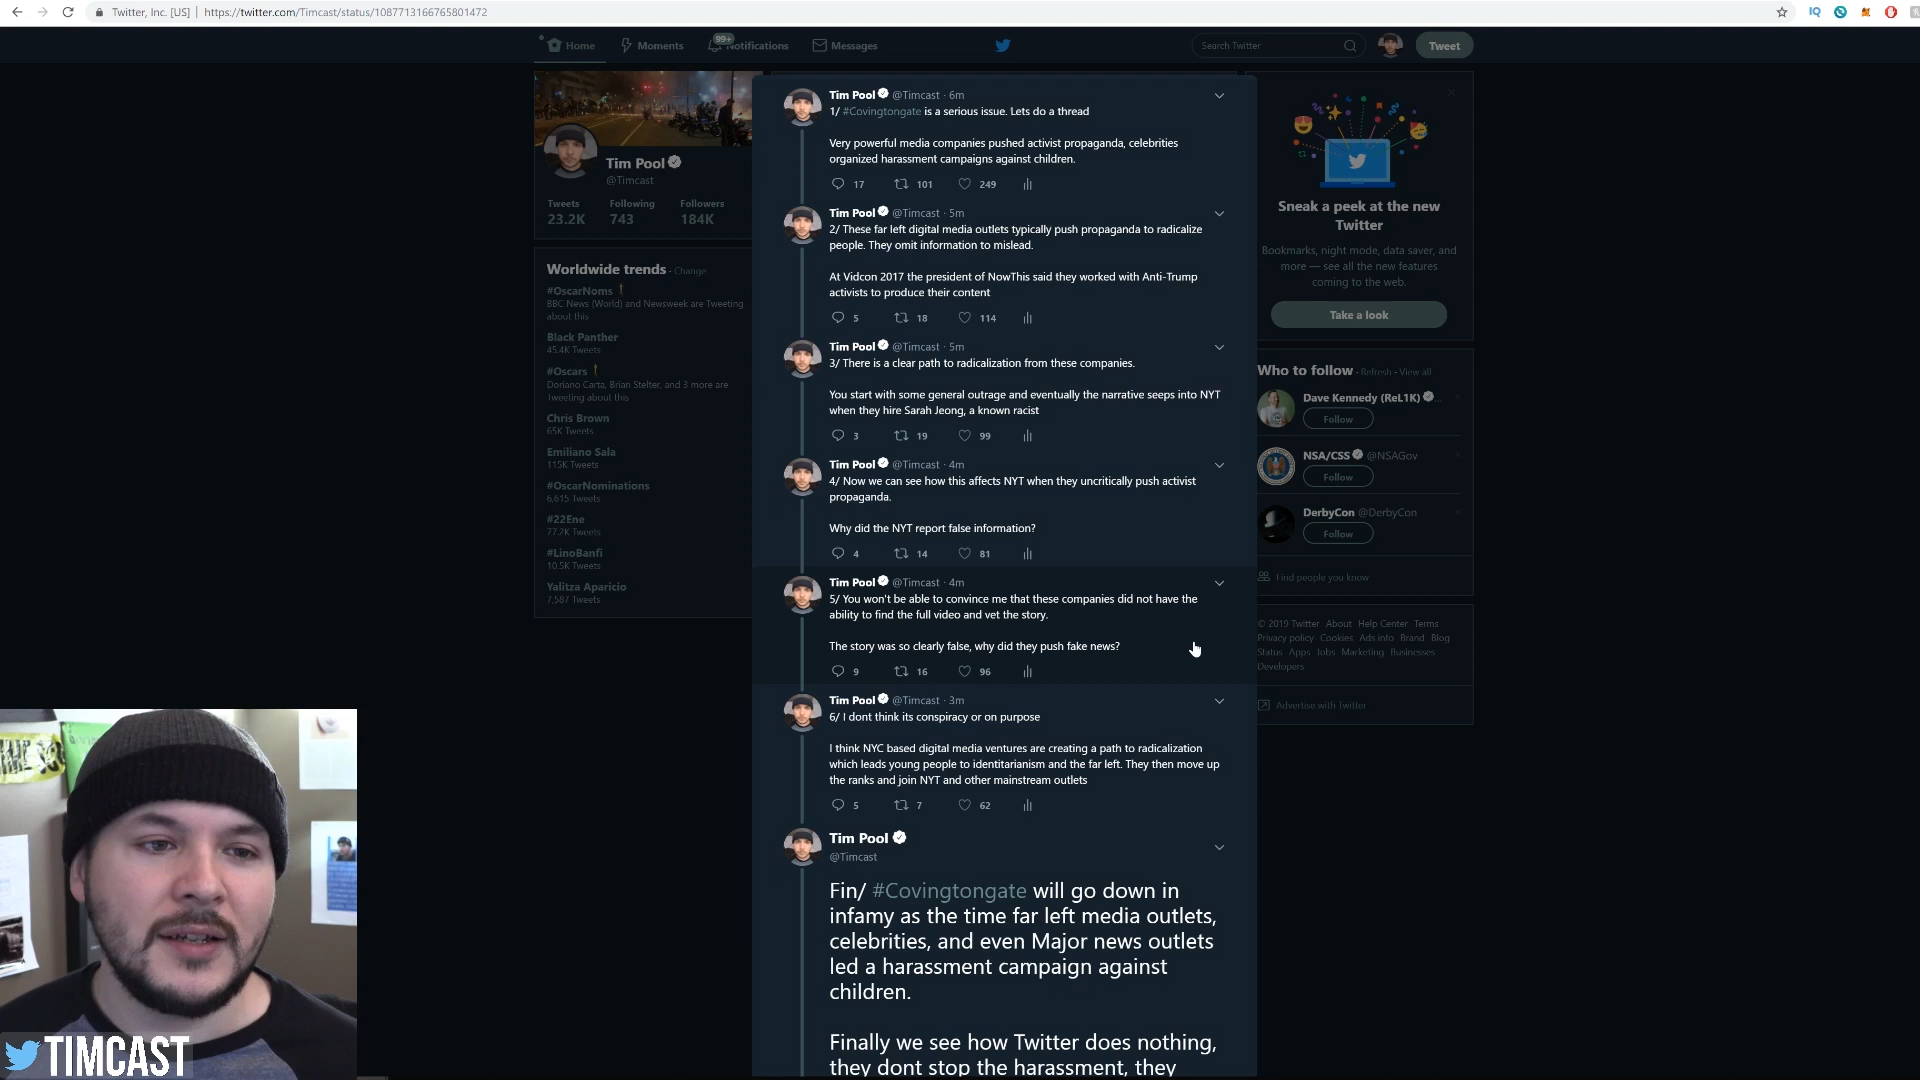 Twitter, Inc. [US] | https://twitter.com/Timcast/status/1087713166765801472
Home
Moments
99+
Notifications
Messages
Search Twitter
Tweet
Tim Pool
@Timcast
Tweets Following Followers
23.2K 743 184K
Worldwide trends · Change
#OscarNoms
BBC News (World) and Newsweek are Tweeting
about this
Black Panther
45.4K Tweets
#Oscars
Doriano Carta, Brian Stelter, and 3 more are
Tweeting about this
Chris Brown
65K Tweets
Emiliano Sala
115K Tweets
#OscarNominations
6,615 Tweets
#22Ene
77.2K Tweets
#LinoBanfi
10.5K Tweets
Yalitza Aparicio
7,587 Tweets
Tim Pool @Timcast · 6m
1/ #Covingtongate is a serious issue. Lets do a thread
Very powerful media companies pushed activist propaganda, celebrities
organized harassment campaigns against children.
17 101 249
Tim Pool @Timcast · 5m
2/ These far left digital media outlets typically push propaganda to radicalize
people. They omit information to mislead.
At Vidcon 2017 the president of NowThis said they worked with Anti-Trump
activists to produce their content
5 18 114
Tim Pool @Timcast · 5m
3/ There is a clear path to radicalization from these companies.
You start with some general outrage and eventually the narrative seeps into NYT
when they hire Sarah Jeong, a known racist
3 19 99
Tim Pool @Timcast · 4m
4/ Now we can see how this affects NYT when they uncritically push activist
propaganda.
Why did the NYT report false information?
4 14 81
Tim Pool @Timcast · 4m
5/ You won't be able to convince me that these companies did not have the
ability to find the full video and vet the story.
The story was so clearly false, why did they push fake news?
9 16 96
Tim Pool @Timcast · 3m
6/ I dont think its conspiracy or on purpose
I think NYC based digital media ventures are creating a path to radicalization
which leads young people to identitarianism and the far left. They then move up
the ranks and join NYT and other mainstream outlets
5 7 62
Tim Pool
@Timcast
Fin/ #Covingtongate will go down in
infamy as the time far left media outlets,
celebrities, and even Major news outlets
led a harassment campaign against
children.
Finally we see how Twitter does nothing,
they dont stop the harassment, they
Sneak a peek at the new
Twitter
Bookmarks, night mode, data saver, and
more — see all the new features
coming to the web.
Take a look
Who to follow · Refresh · View all
Dave Kennedy (ReL1K) ...
Follow
NSA/CSS @NSAGov
Follow
DerbyCon @DerbyCon
Follow
Find people you know
© 2019 Twitter About Help Center Terms
Privacy policy Cookies Ads info Brand Blog
Status Apps Jobs Marketing Businesses
Developers
Advertise with Twitter
TIMCAST